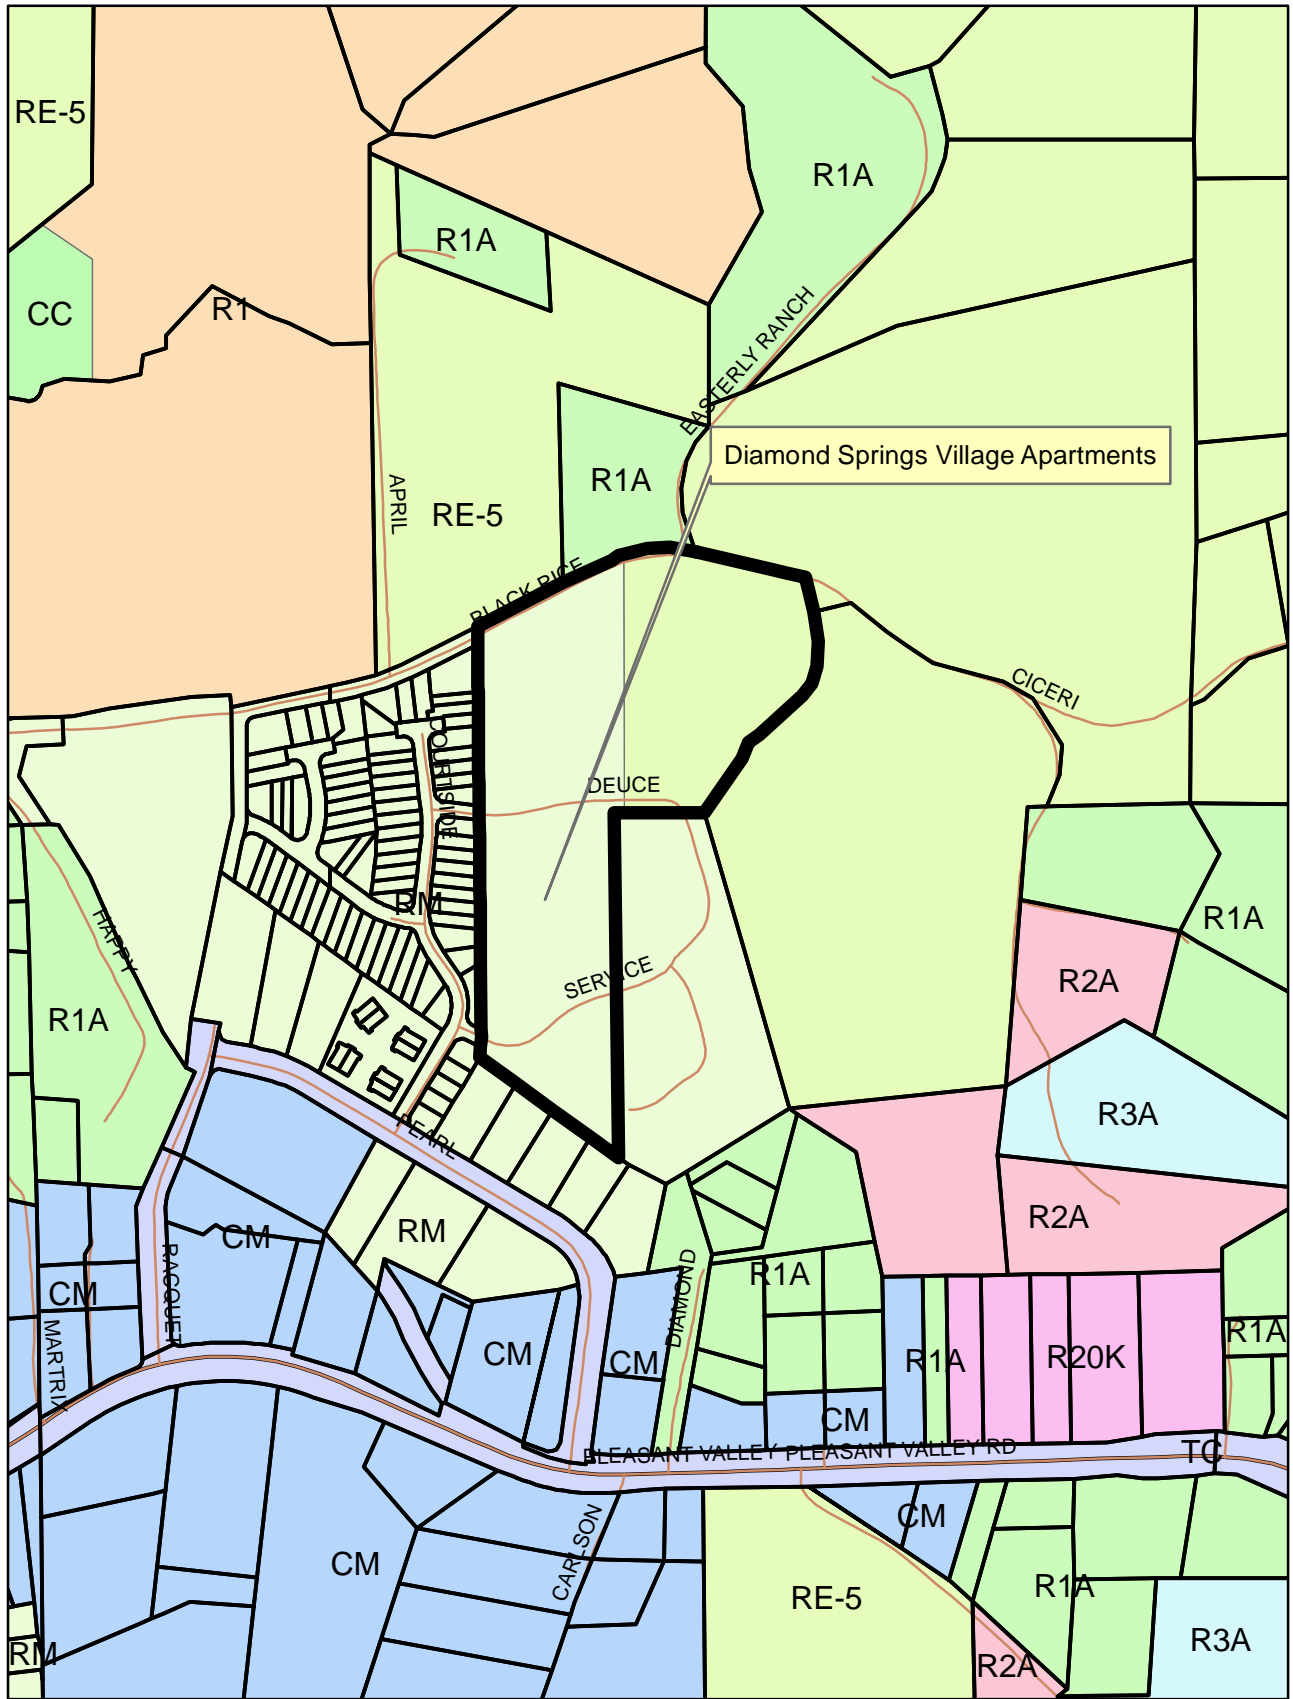 RE-5
R1A
R1A
CC
R1
EASTERLY RANCH
Diamond Springs Village Apartments
R1A
APRIL
RE-5
BLACK RICE
CICERI
COURTSIDE
DEUCE
RM
HAPPY
R1A
SERVICE
R2A
R1A
R3A
PEARL
RM
R2A
CM
RACQUET
CM
MARTRIX
DIAMOND
R1A
CM
CM
R1A
R20K
R1A
CM
PLEASANT VALLEY
PLEASANT VALLEY RD
TC
CM
CARLSON
CM
RE-5
R1A
R3A
RM
R2A